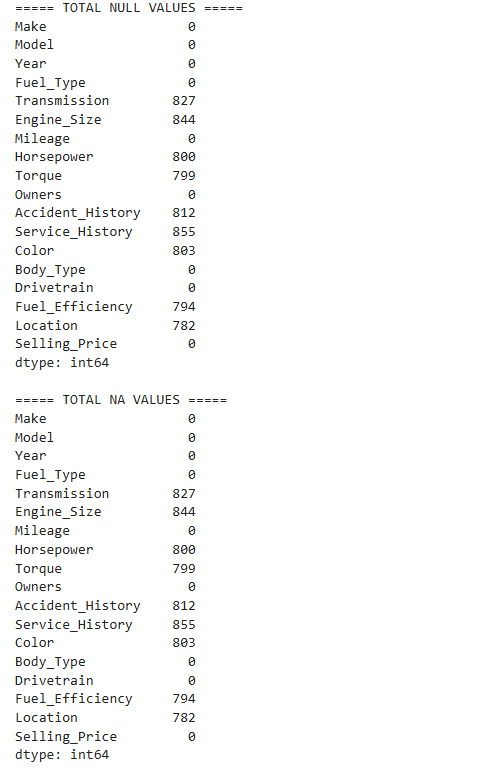 ===== TOTAL NULL VALUES =====
Make 0
Model 0
Year 0
Fuel_Type 0
Transmission 827
Engine_Size 844
Mileage 0
Horsepower 800
Torque 799
Owners 0
Accident_History 812
Service_History 855
Color 803
Body_Type 0
Drivetrain 0
Fuel_Efficiency 794
Location 782
Selling_Price 0
dtype: int64

===== TOTAL NA VALUES =====
Make 0
Model 0
Year 0
Fuel_Type 0
Transmission 827
Engine_Size 844
Mileage 0
Horsepower 800
Torque 799
Owners 0
Accident_History 812
Service_History 855
Color 803
Body_Type 0
Drivetrain 0
Fuel_Efficiency 794
Location 782
Selling_Price 0
dtype: int64